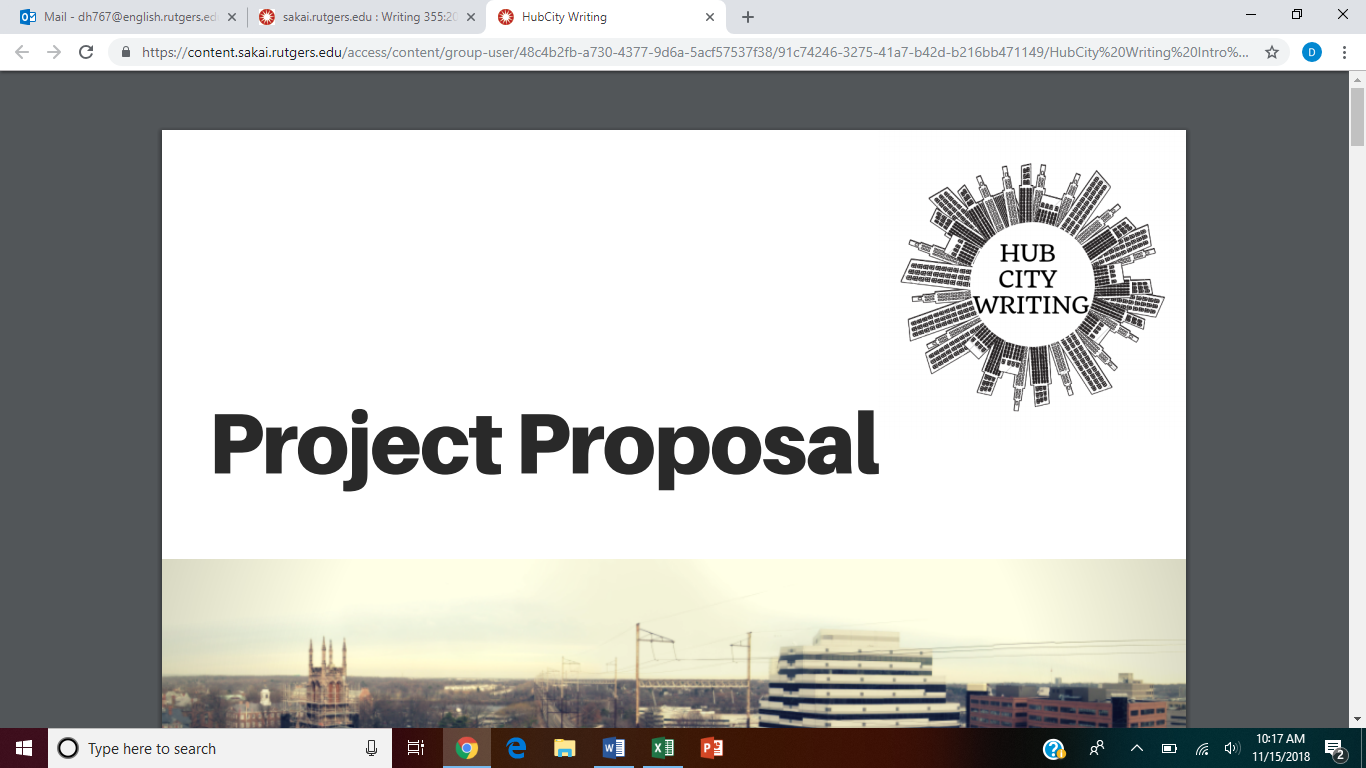 Mail - dh767@english.rutgers.ed
sakai.rutgers.edu : Writing 355:20
HubCity Writing
https://content.sakai.rutgers.edu/access/content/group-user/48c4b2fb-a730-4377-9d6a-5acf57537f38/91c74246-3275-41a7-b42d-b216bb471149/HubCity%20Writing%20Intro%...
D
HUB
CITY
WRITING
Project Proposal
Type here to search
10:17 AM
11/15/2018
2